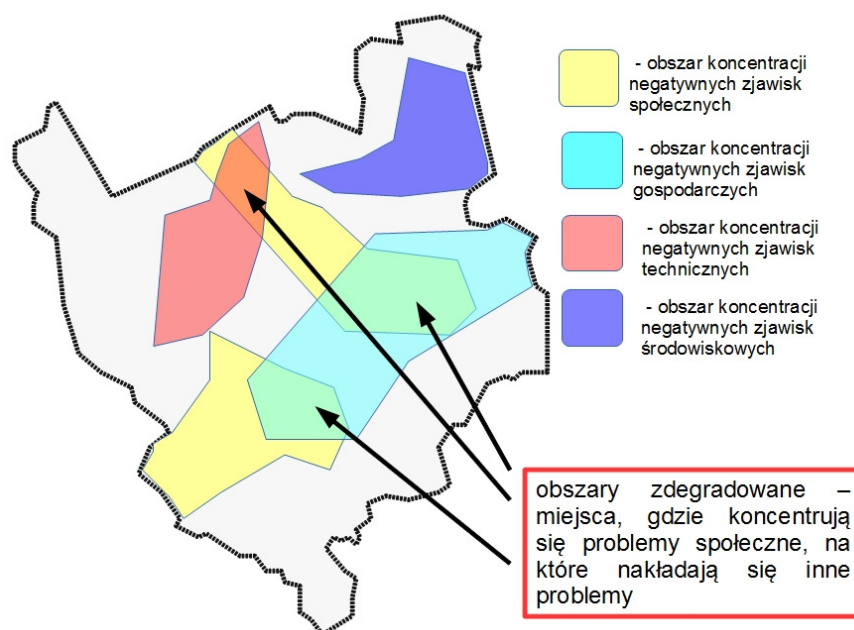 - obszar koncentracji
negatywnych zjawisk
społecznych
- obszar koncentracji
negatywnych zjawisk
gospodarczych
- obszar koncentracji
negatywnych zjawisk
technicznych
- obszar koncentracji
negatywnych zjawisk
środowiskowych
obszary zdegradowane –
miejsca, gdzie koncentrują
się problemy społeczne, na
które nakładają się inne
problemy